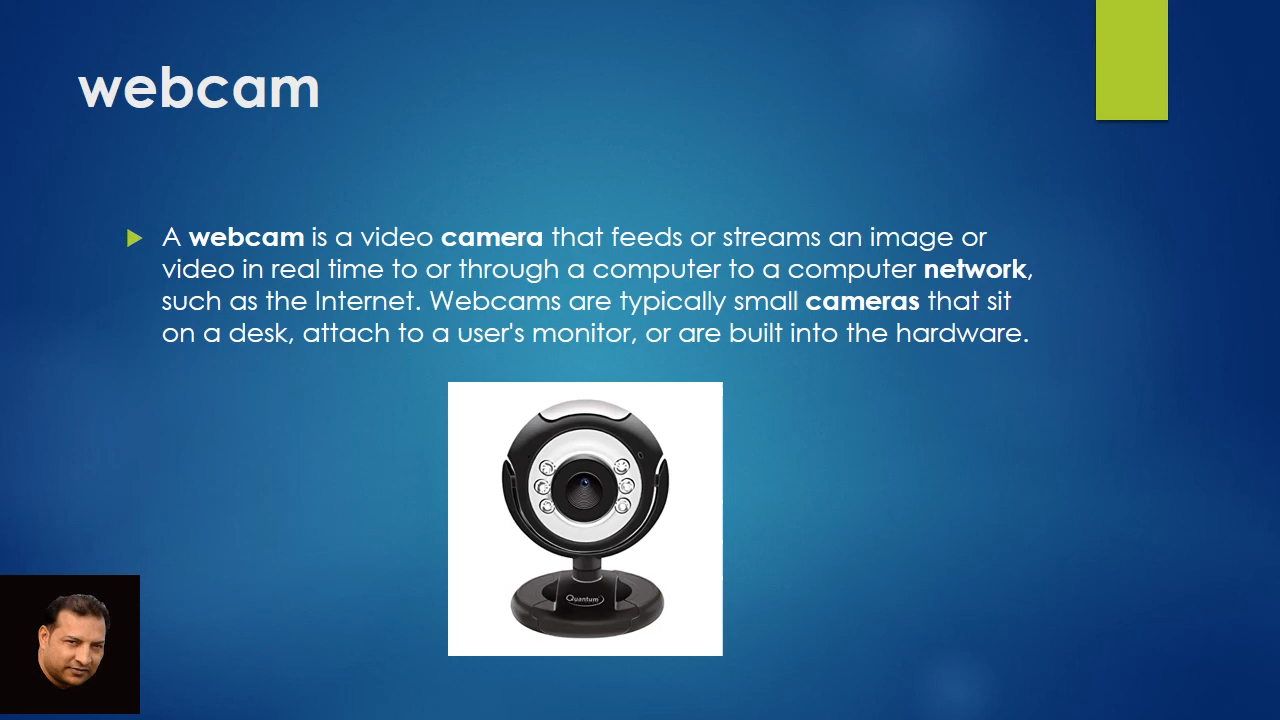 webcam
A webcam is a video camera that feeds or streams an image or
video in real time to or through a computer to a computer network,
such as the Internet. Webcams are typically small cameras that sit
on a desk, attach to a user's monitor, or are built into the hardware.
Quantum